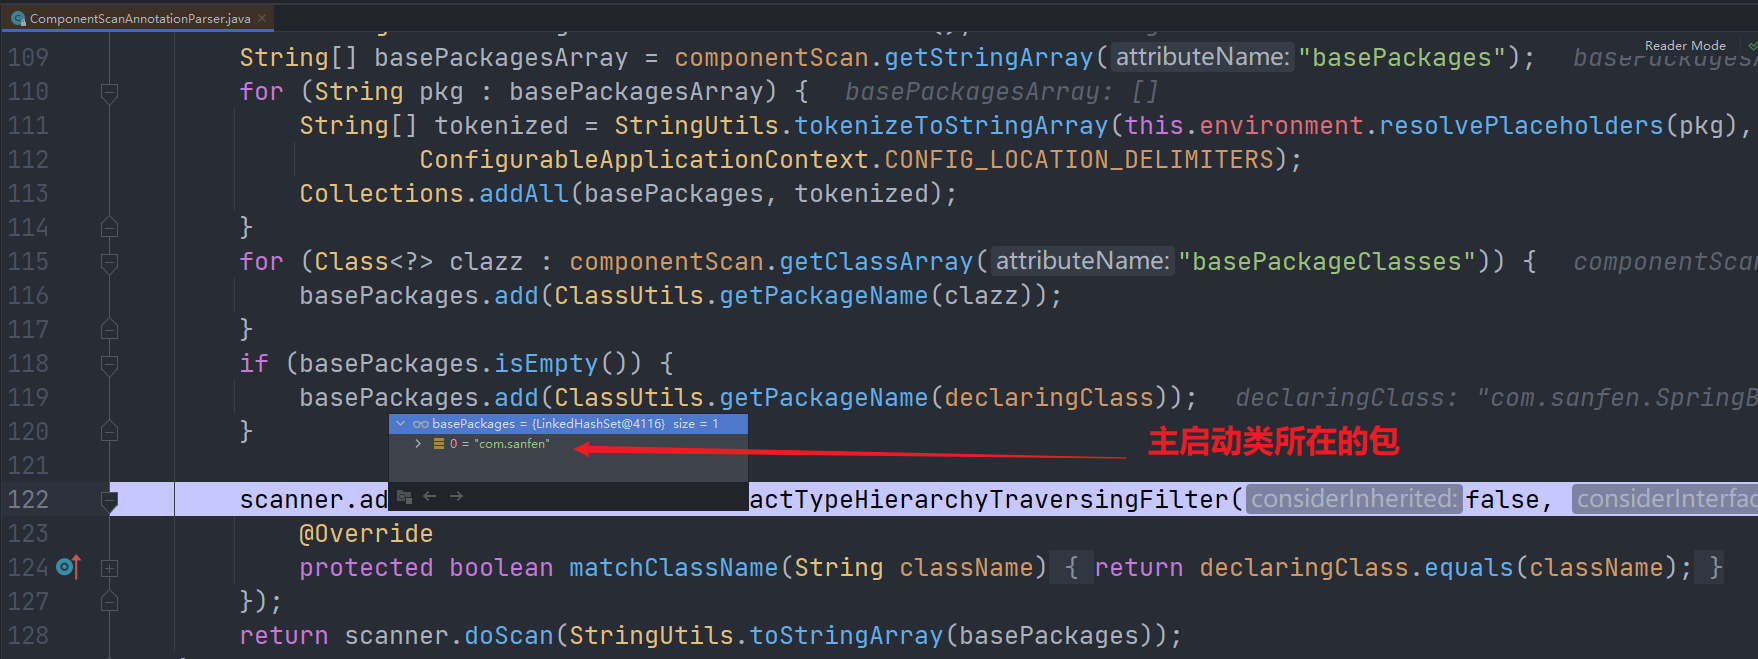 ComponentScanAnnotationParser.java
Reader Mode
109 String[] basePackagesArray = componentScan.getStringArray( attributeName: "basePackages");
110 for (String pkg : basePackagesArray) { basePackagesArray: []
111 String[] tokenized = StringUtils.tokenizeToStringArray(this.environment.resolvePlaceholders(pkg),
112 ConfigurableApplicationContext.CONFIG_LOCATION_DELIMITERS);
113 Collections.addAll(basePackages, tokenized);
114 }
115 for (Class<?> clazz : componentScan.getClassArray( attributeName: "basePackageClasses")) { componentScan
116 basePackages.add(ClassUtils.getPackageName(clazz));
117 }
118 if (basePackages.isEmpty()) {
119 basePackages.add(ClassUtils.getPackageName(declaringClass)); declaringClass: "com.sanfen.SpringB
120 }
basePackages = {LinkedHashSet@4116} size = 1
0 = "com.sanfen"
主启动类所在的包
121
122 scanner.ad actTypeHierarchyTraversingFilter( considerInherited: false, considerInterfac
123 @Override
124 protected boolean matchClassName(String className) { return declaringClass.equals(className); }
127 });
128 return scanner.doScan(StringUtils.toStringArray(basePackages));